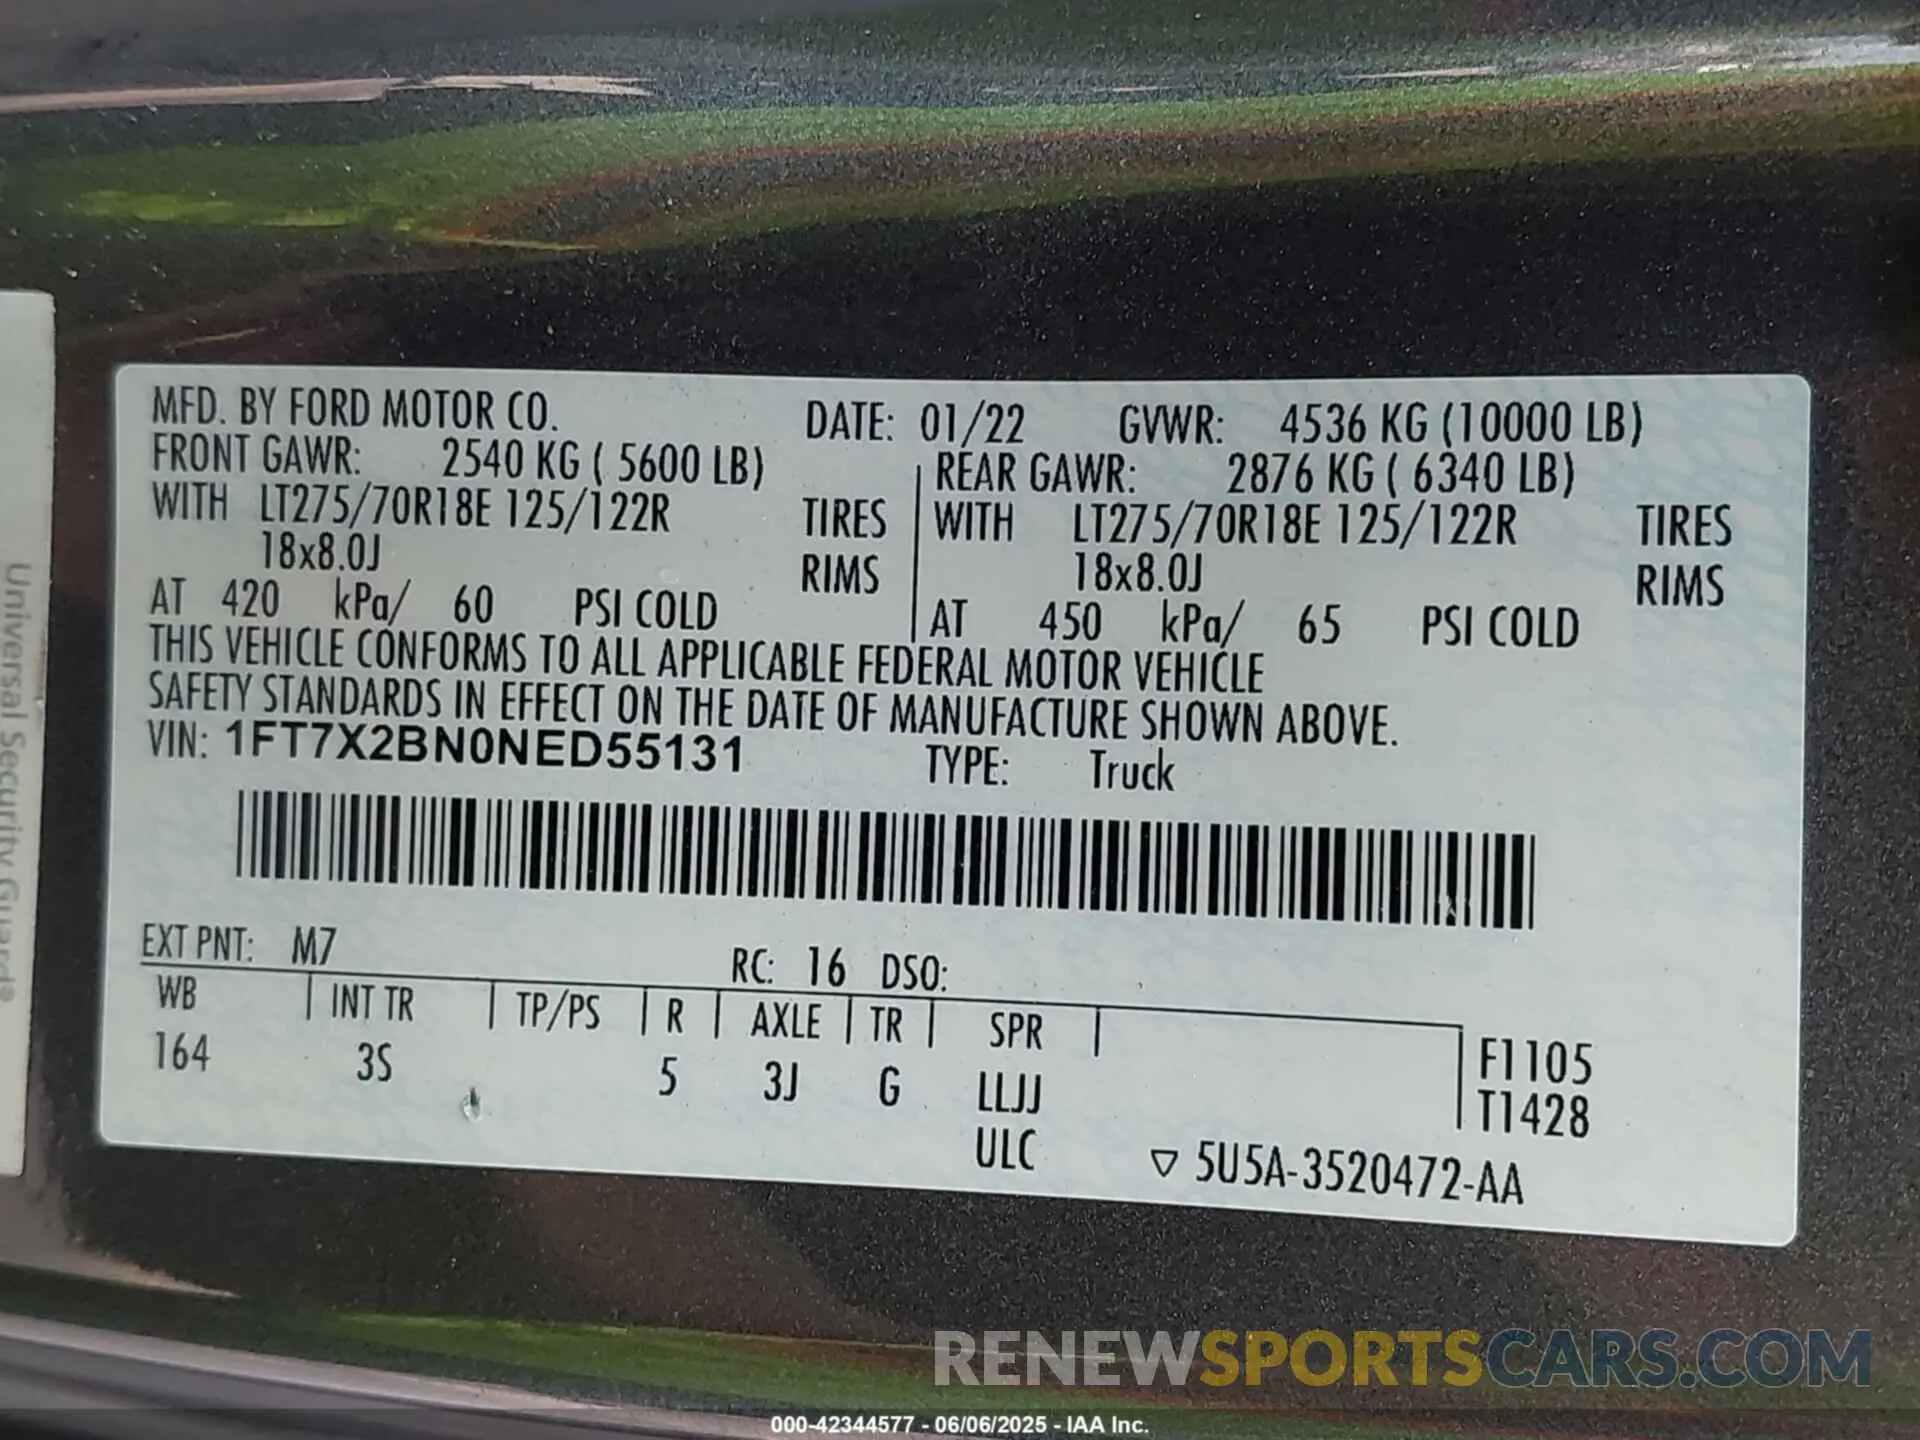 MFD. BY FORD MOTOR CO. DATE: 01/22 GVWR: 4536 KG (10000 LB)
FRONT GAWR: 2540 KG ( 5600 LB) REAR GAWR: 2876 KG ( 6340 LB)
WITH LT275/70R18E 125/122R TIRES WITH LT275/70R18E 125/122R TIRES
18x8.0J RIMS 18x8.0J RIMS
AT 420 kPa/ 60 PSI COLD AT 450 kPa/ 65 PSI COLD
THIS VEHICLE CONFORMS TO ALL APPLICABLE FEDERAL MOTOR VEHICLE
SAFETY STANDARDS IN EFFECT ON THE DATE OF MANUFACTURE SHOWN ABOVE.
VIN: 1FT7X2BN0NED55131 TYPE: Truck
EXT PNT: M7 RC: 16 DSO:
WB INT TR TP/PS R AXLE TR SPR
164 3S 5 3J G LLJJ
ULC
F1105
T1428
▽ 5U5A-3520472-AA
Universal Security Guard®
RENEWSPORTSCARS.COM
000-42344577 - 06/06/2025 - IAA Inc.